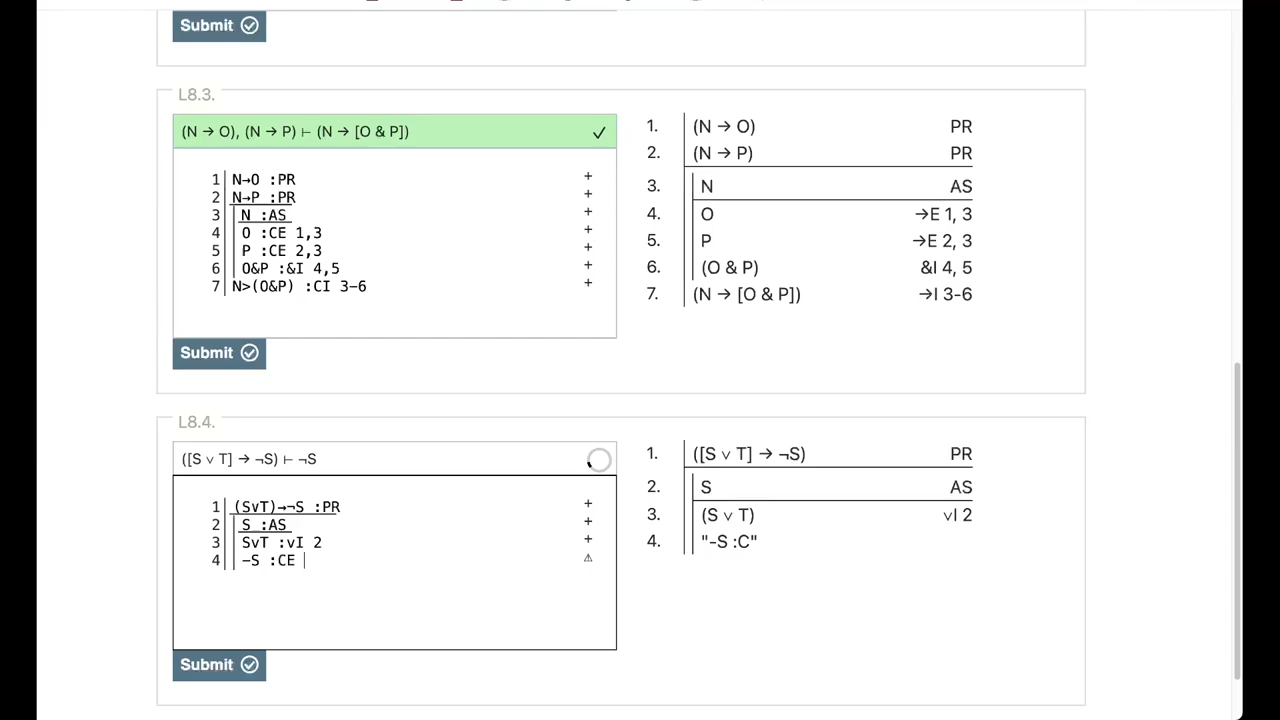 Submit
L8.3.
(N → O), (N → P) ⊢ (N → [O & P])
1 N→O :PR +
2 N→P :PR +
3 N :AS +
4 O :CE 1,3 +
5 P :CE 2,3 +
6 O&P :&I 4,5 +
7 N>(O&P) :CI 3-6 +
1. (N → O) PR
2. (N → P) PR
3. N AS
4. O →E 1, 3
5. P →E 2, 3
6. (O & P) &I 4, 5
7. (N → [O & P]) →I 3-6
Submit
L8.4.
([S ∨ T] → ¬S) ⊢ ¬S
1 (SvT)→¬S :PR +
2 S :AS +
3 SvT :vI 2 +
4 -S :CE ⚠
1. ([S ∨ T] → ¬S) PR
2. S AS
3. (S ∨ T) ∨I 2
4. "-S :C"
Submit